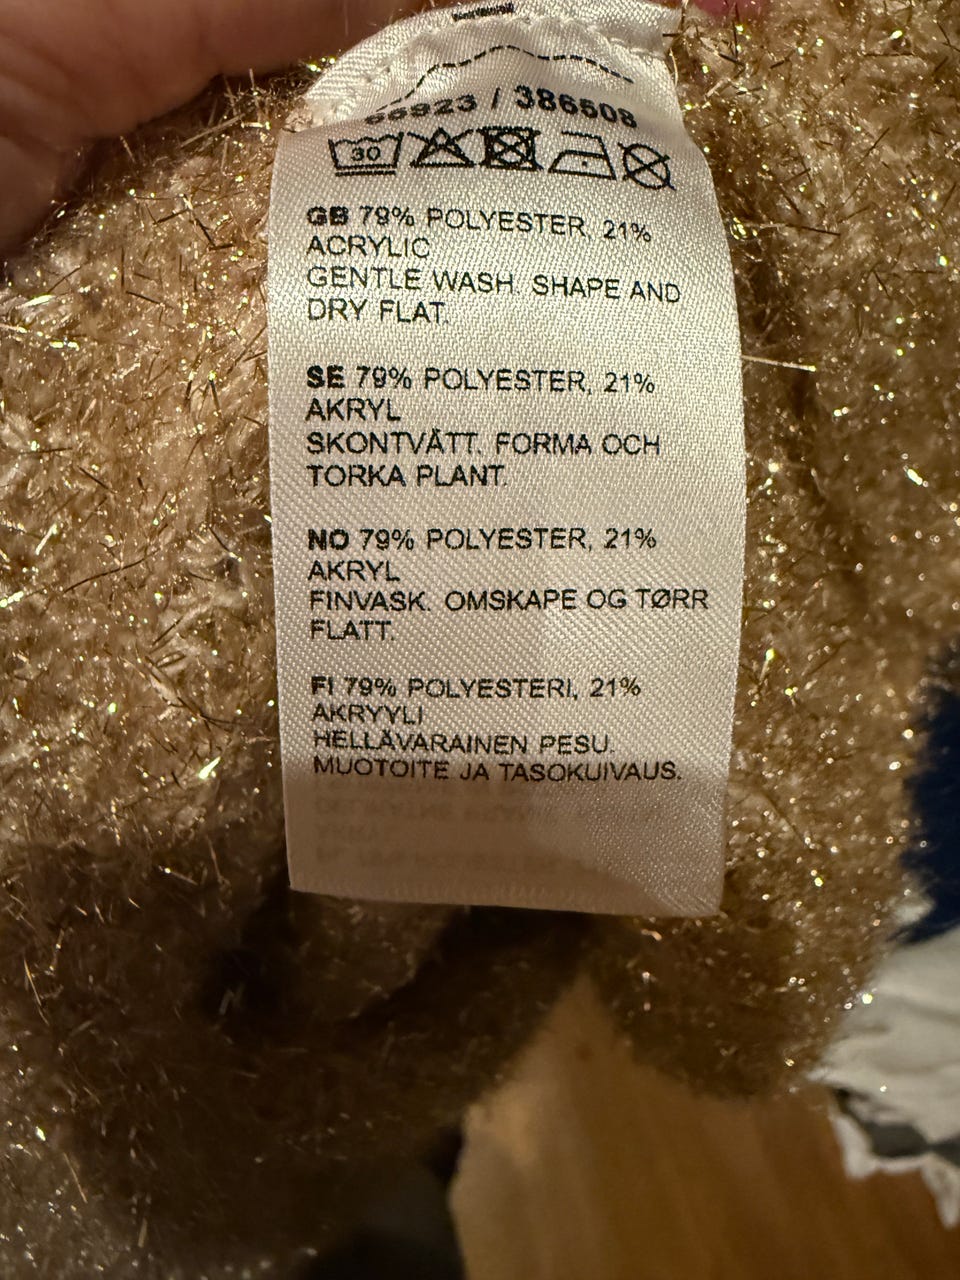 / 386508
30
GB 79% POLYESTER, 21%
ACRYLIC
GENTLE WASH. SHAPE AND
DRY FLAT.
SE 79% POLYESTER, 21%
AKRYL
SKONTVÄTT. FORMA OCH
TORKA PLANT.
NO 79% POLYESTER, 21%
AKRYL
FINVASK. OMSKAPE OG TØRR
FLATT.
FI 79% POLYESTERI, 21%
AKRYYLI
HELLÄVARAINEN PESU.
MUOTOITE JA TASOKUIVAUS.